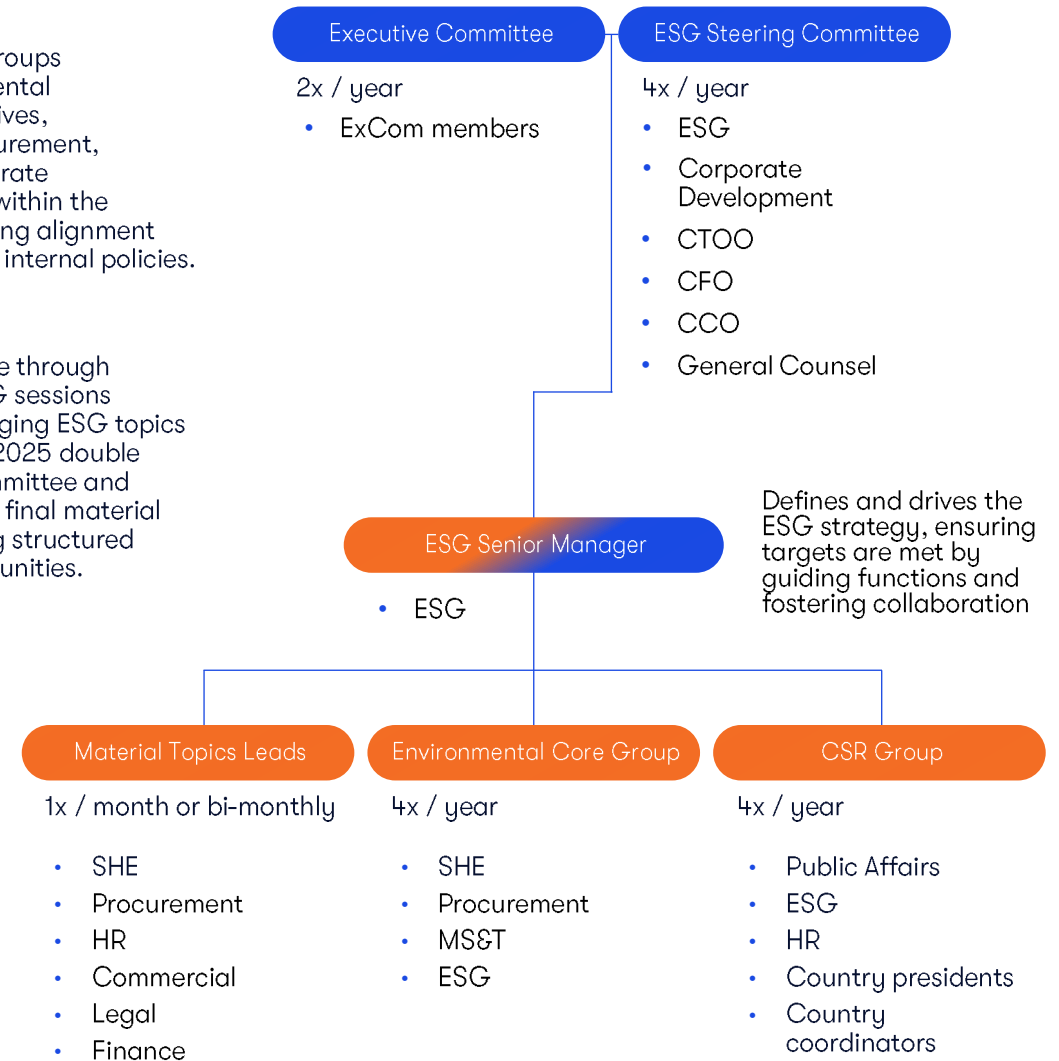 Executive Committee
ESG Steering Committee
2x / year
• ExCom members
4x / year
• ESG
• Corporate
Development
• CTOO
• CFO
• CCO
• General Counsel
roups
ental
ives,
urement,
rate
within the
ng alignment
internal policies.
e through
G sessions
ging ESG topics
2025 double
mmittee and
final material
g structured
unities.
ESG Senior Manager
• ESG
Defines and drives the
ESG strategy, ensuring
targets are met by
guiding functions and
fostering collaboration
Material Topics Leads
1x / month or bi-monthly
• SHE
• Procurement
• HR
• Commercial
• Legal
• Finance
Environmental Core Group
4x / year
• SHE
• Procurement
• MS&T
• ESG
CSR Group
4x / year
• Public Affairs
• ESG
• HR
• Country presidents
• Country
coordinators